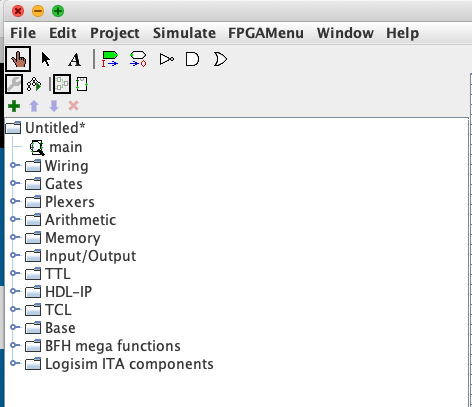 File Edit Project Simulate FPGAMenu Window Help
A
Untitled*
main
Wiring
Gates
Plexers
Arithmetic
Memory
Input/Output
TTL
HDL-IP
TCL
Base
BFH mega functions
Logisim ITA components